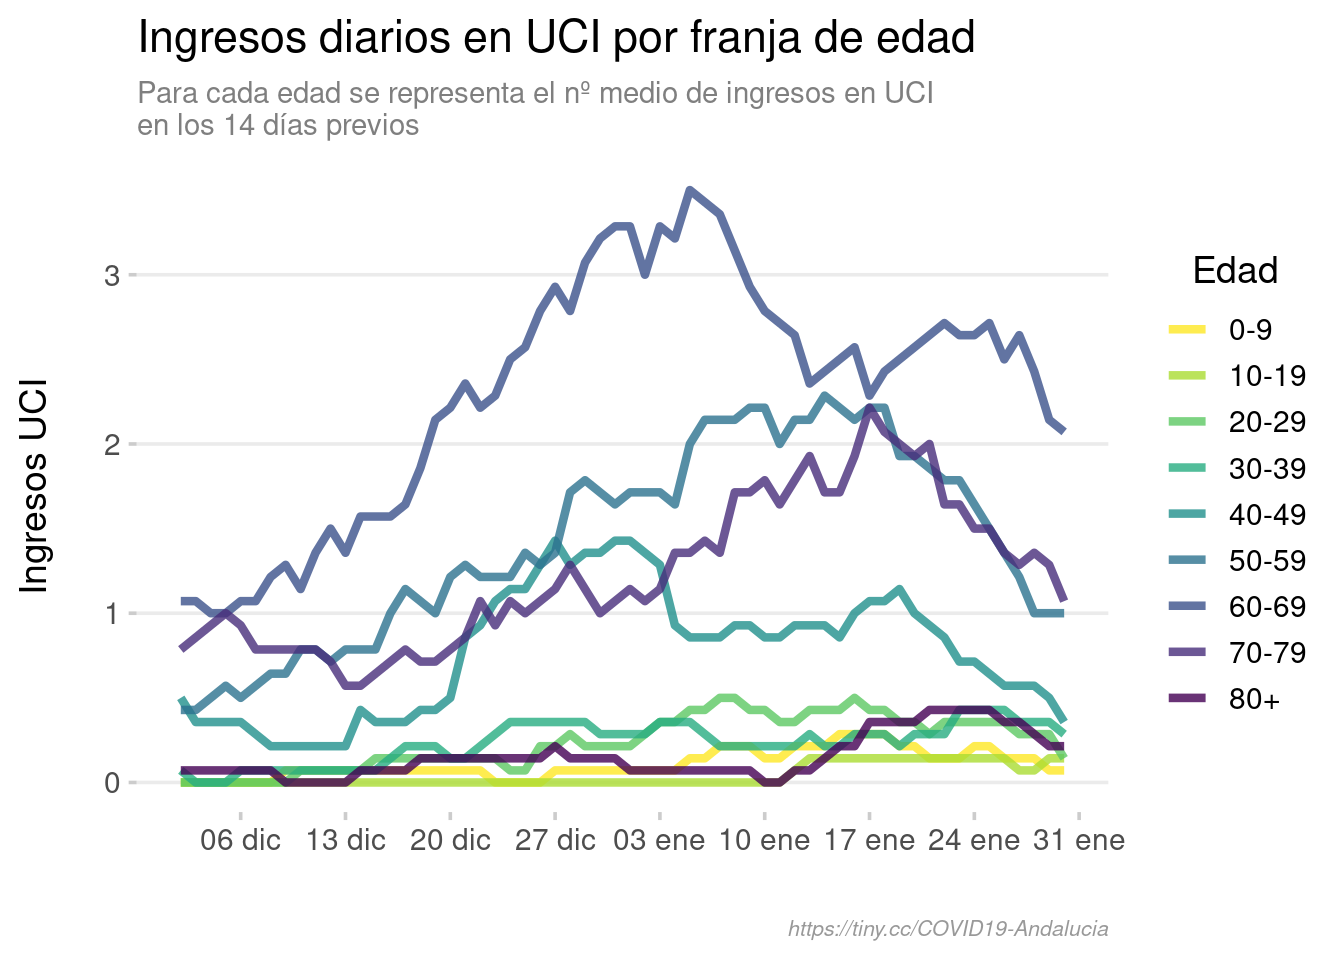 Ingresos diarios en UCI por franja de edad
Para cada edad se representa el nº medio de ingresos en UCI
en los 14 días previos
Ingresos UCI
3
2
1
0
06 dic
13 dic
20 dic
27 dic
03 ene
10 ene
17 ene
24 ene
31 ene
Edad
0-9
10-19
20-29
30-39
40-49
50-59
60-69
70-79
80+
https://tiny.cc/COVID19-Andalucia